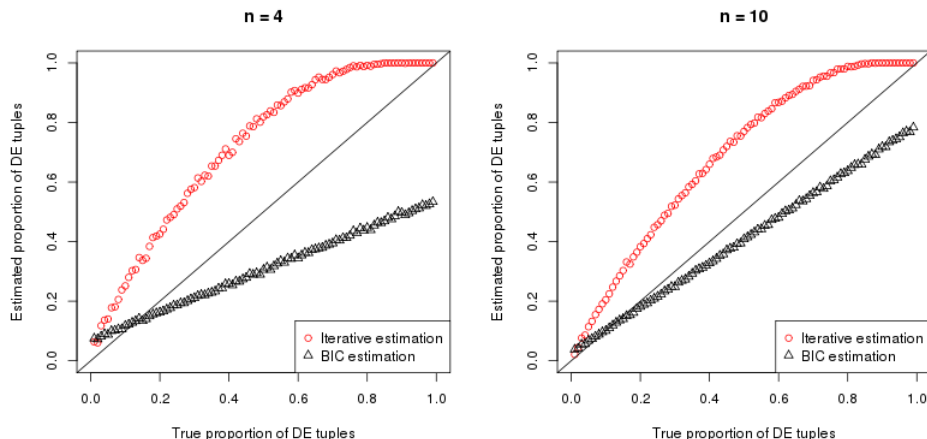 n = 4
Estimated proportion of DE tuples
1.0
0.8
0.6
0.4
0.2
0.0
Iterative estimation
BIC estimation
0.0 0.2 0.4 0.6 0.8 1.0
True proportion of DE tuples
n = 10
Estimated proportion of DE tuples
1.0
0.8
0.6
0.4
0.2
0.0
Iterative estimation
BIC estimation
0.0 0.2 0.4 0.6 0.8 1.0
True proportion of DE tuples